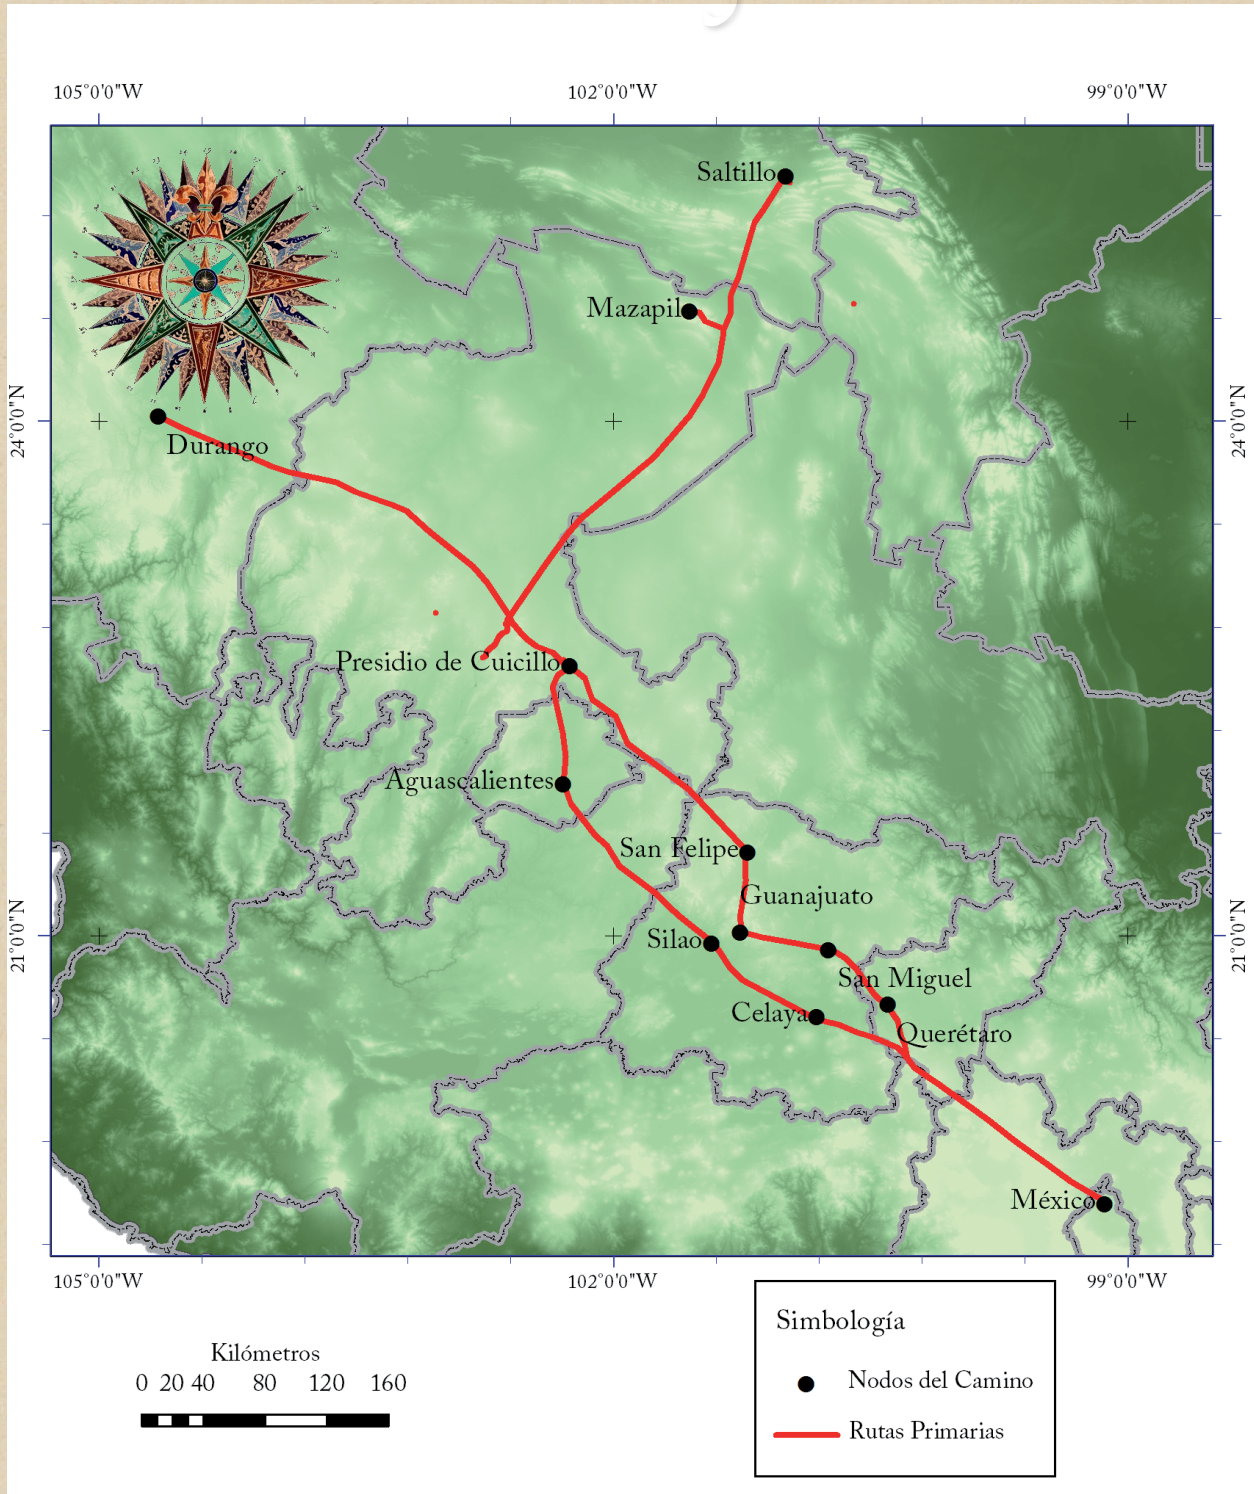 105°0'0"W
102°0'0"W
99°0'0"W
Saltillo
Mazapil
24°0'0"N
24°0'0"N
Durango
Presidio de Cuicillo
Aguascalientes
San Felipe
Guanajuato
Silao
21°0'0"N
21°0'0"N
San Miguel
Celaya
Querétaro
México
105°0'0"W
102°0'0"W
99°0'0"W
Simbología
Nodos del Camino
Rutas Primarias
Kilómetros
0 20 40 80 120 160